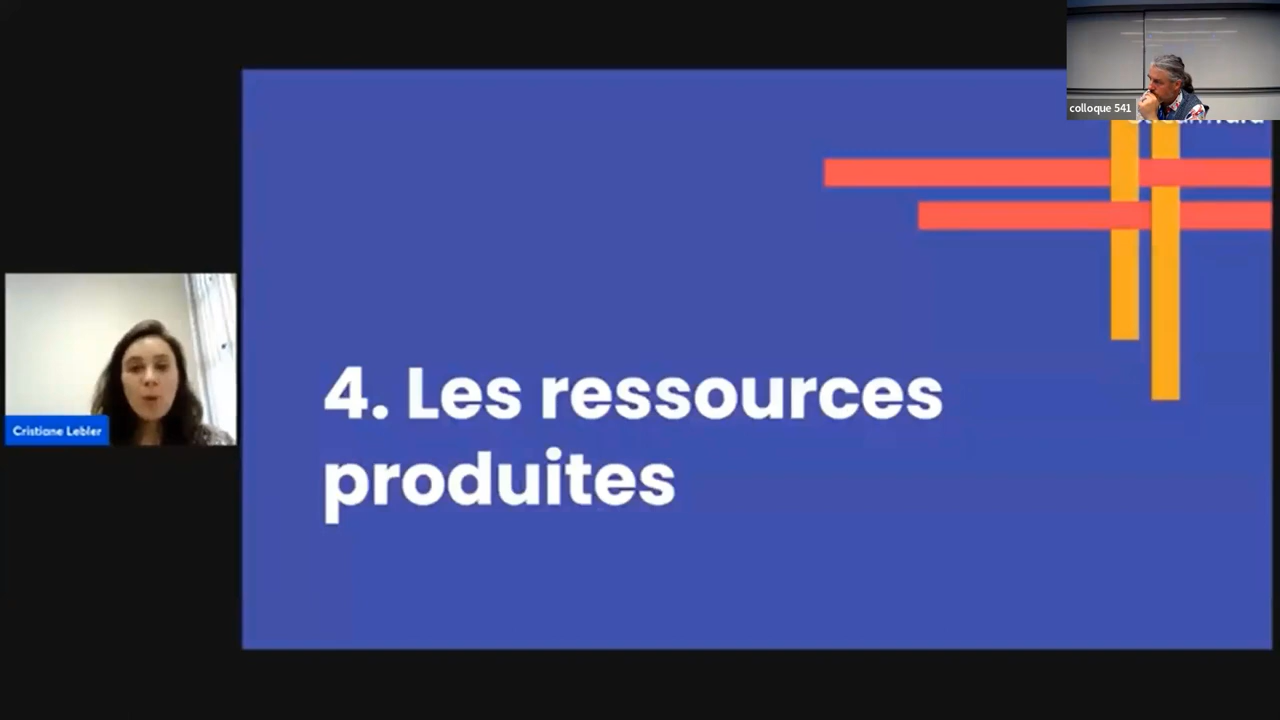 colloque 541
4. Les ressources
produites
Cristiane Lebler